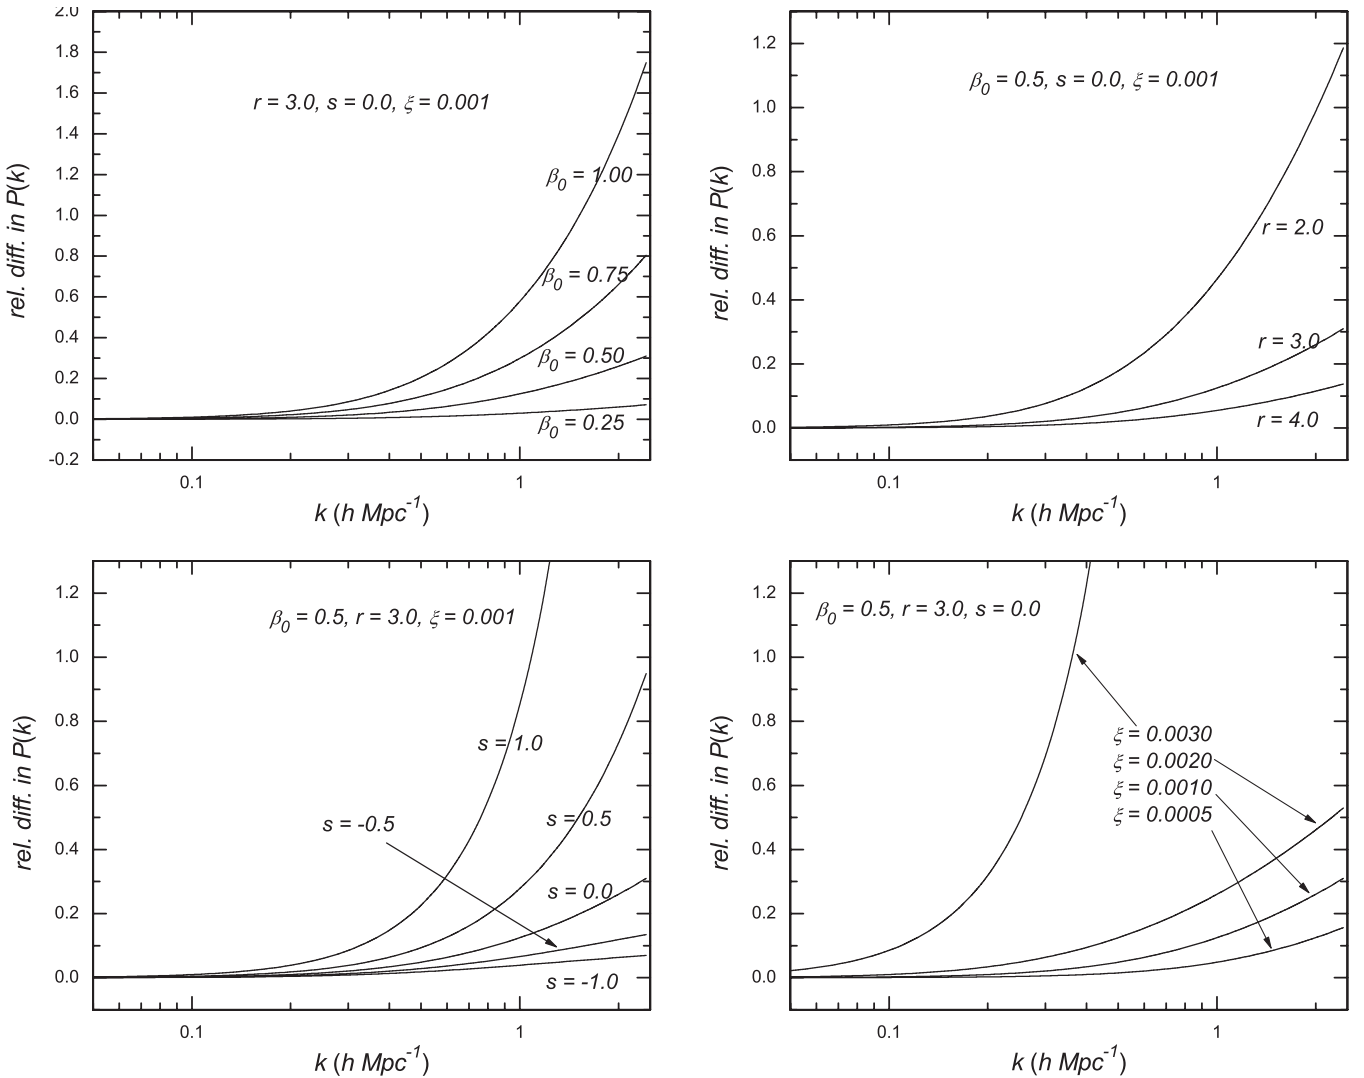 2.0
1.8
1.6
1.4
1.2
1.0
0.8
0.6
0.4
0.2
0.0
-0.2
rel. diff. in P(k)
r = 3.0, s = 0.0, ξ = 0.001
β0 = 1.00
β0 = 0.75
β0 = 0.50
β0 = 0.25
0.1 1
k (h Mpc-1)
1.2
1.0
0.8
0.6
0.4
0.2
0.0
rel. diff. in P(k)
β0 = 0.5, s = 0.0, ξ = 0.001
r = 2.0
r = 3.0
r = 4.0
0.1 1
k (h Mpc-1)
1.2
1.0
0.8
0.6
0.4
0.2
0.0
rel. diff. in P(k)
β0 = 0.5, r = 3.0, ξ = 0.001
s = 1.0
s = -0.5
s = 0.5
s = 0.0
s = -1.0
0.1 1
k (h Mpc-1)
1.2
1.0
0.8
0.6
0.4
0.2
0.0
rel. diff. in P(k)
β0 = 0.5, r = 3.0, s = 0.0
ξ = 0.0030
ξ = 0.0020
ξ = 0.0010
ξ = 0.0005
0.1 1
k (h Mpc-1)